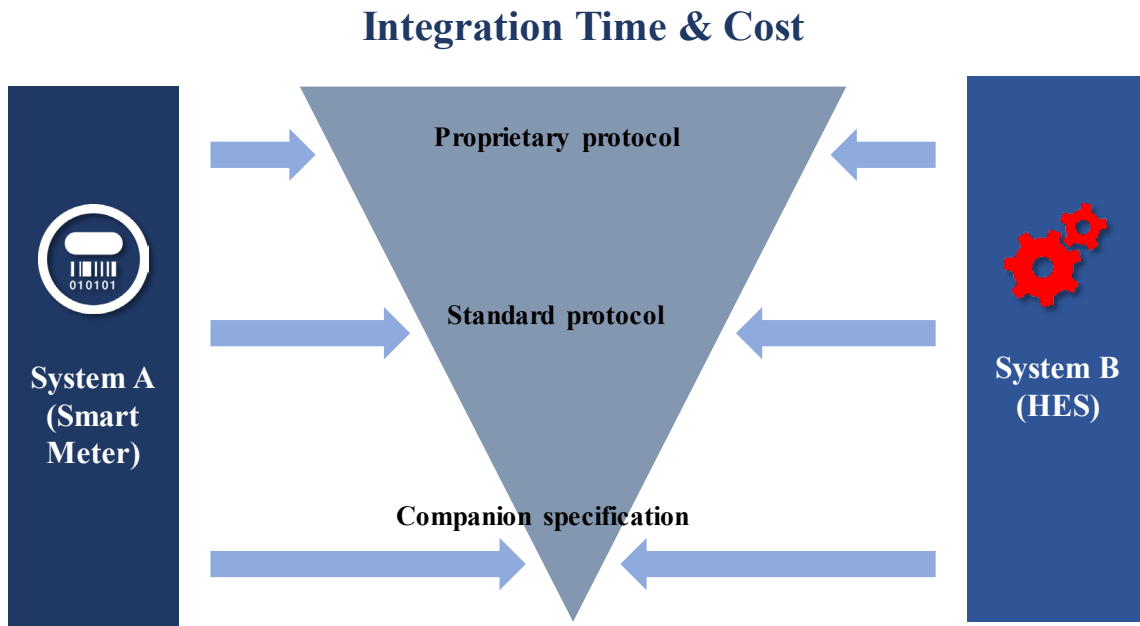 Integration Time & Cost
Proprietary protocol
010101
Standard protocol
System A
(Smart
Meter)
System B
(HES)
Companion specification